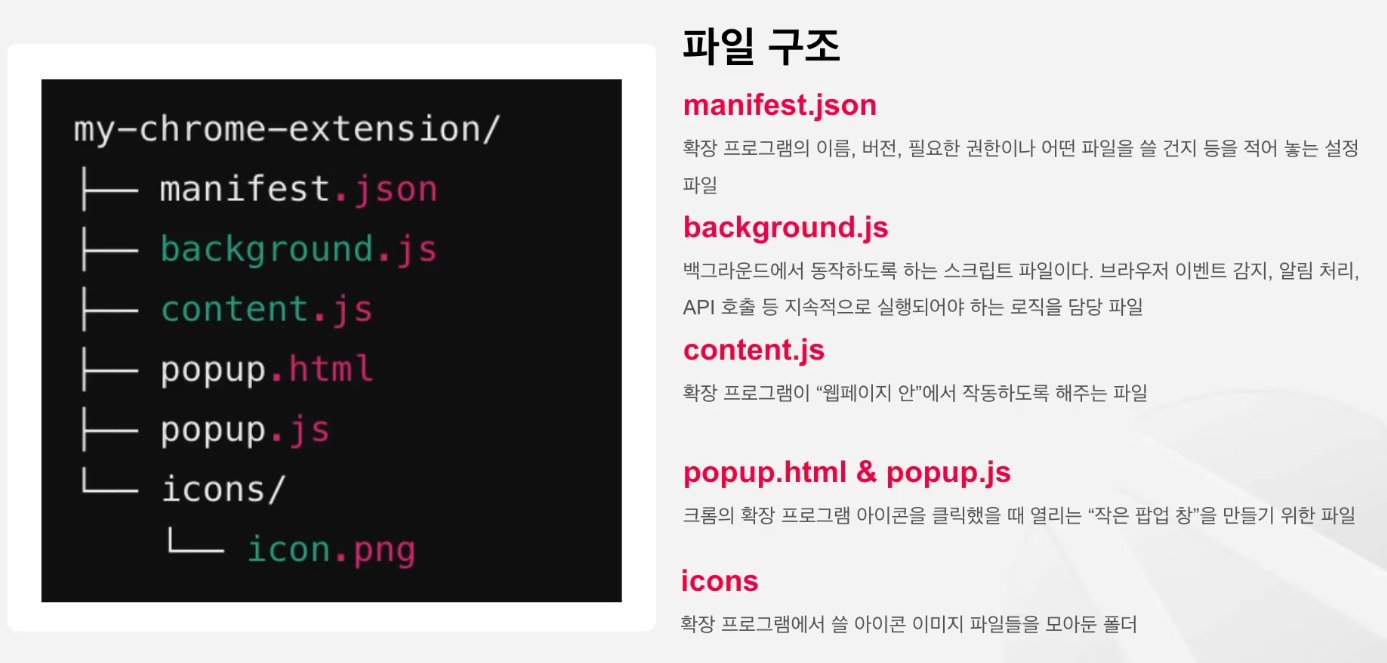 my-chrome-extension/
├── manifest.json
├── background.js
├── content.js
├── popup.html
├── popup.js
└── icons/
└── icon.png
파일 구조
manifest.json
확장 프로그램의 이름, 버전, 필요한 권한이나 어떤 파일을 쓸 건지 등을 적어 놓는 설정
파일
background.js
백그라운드에서 동작하도록 하는 스크립트 파일이다. 브라우저 이벤트 감지, 알림 처리,
API 호출 등 지속적으로 실행되어야 하는 로직을 담당 파일
content.js
확장 프로그램이 “웹페이지 안”에서 작동하도록 해주는 파일
popup.html & popup.js
크롬의 확장 프로그램 아이콘을 클릭했을 때 열리는 “작은 팝업 창”을 만들기 위한 파일
icons
확장 프로그램에서 쓸 아이콘 이미지 파일들을 모아둔 폴더